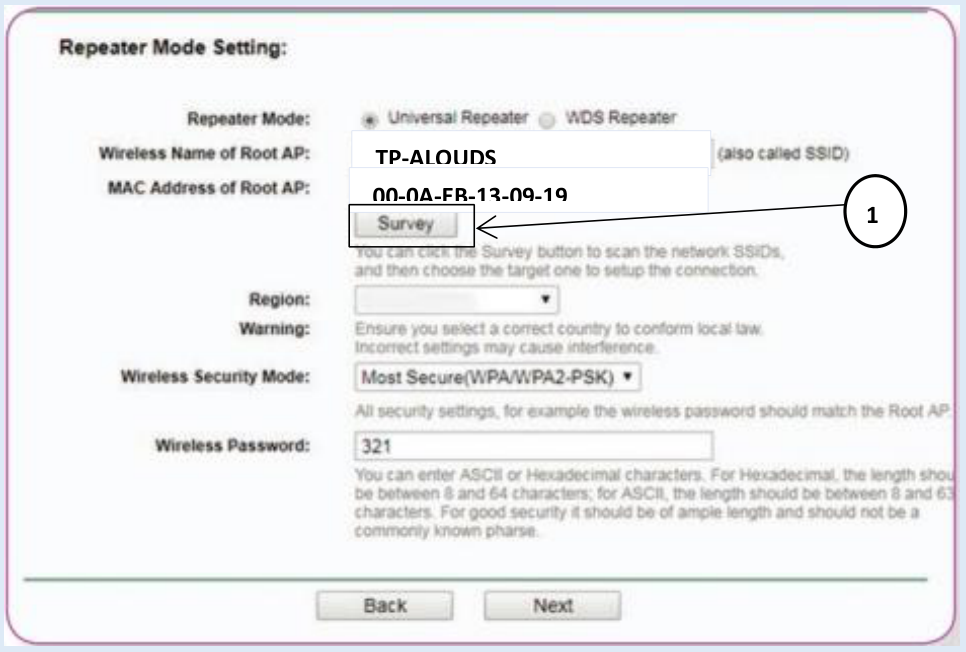 Repeater Mode Setting:
Repeater Mode: Universal Repeater WDS Repeater
Wireless Name of Root AP: TP-ALOUDS (also called SSID)
MAC Address of Root AP: 00-0A-EB-13-09-19
Survey
1
You can click the Survey button to scan the network SSIDs,
and then choose the target one to setup the connection.
Region:
Warning: Ensure you select a correct country to conform local law.
Incorrect settings may cause interference.
Wireless Security Mode: Most Secure(WPA/WPA2-PSK)
All security settings, for example the wireless password should match the Root AP.
Wireless Password: 321
You can enter ASCII or Hexadecimal characters. For Hexadecimal, the length shou
be between 8 and 64 characters; for ASCII, the length should be between 8 and 63
characters. For good security it should be of ample length and should not be a
commonly known pharse.
Back Next